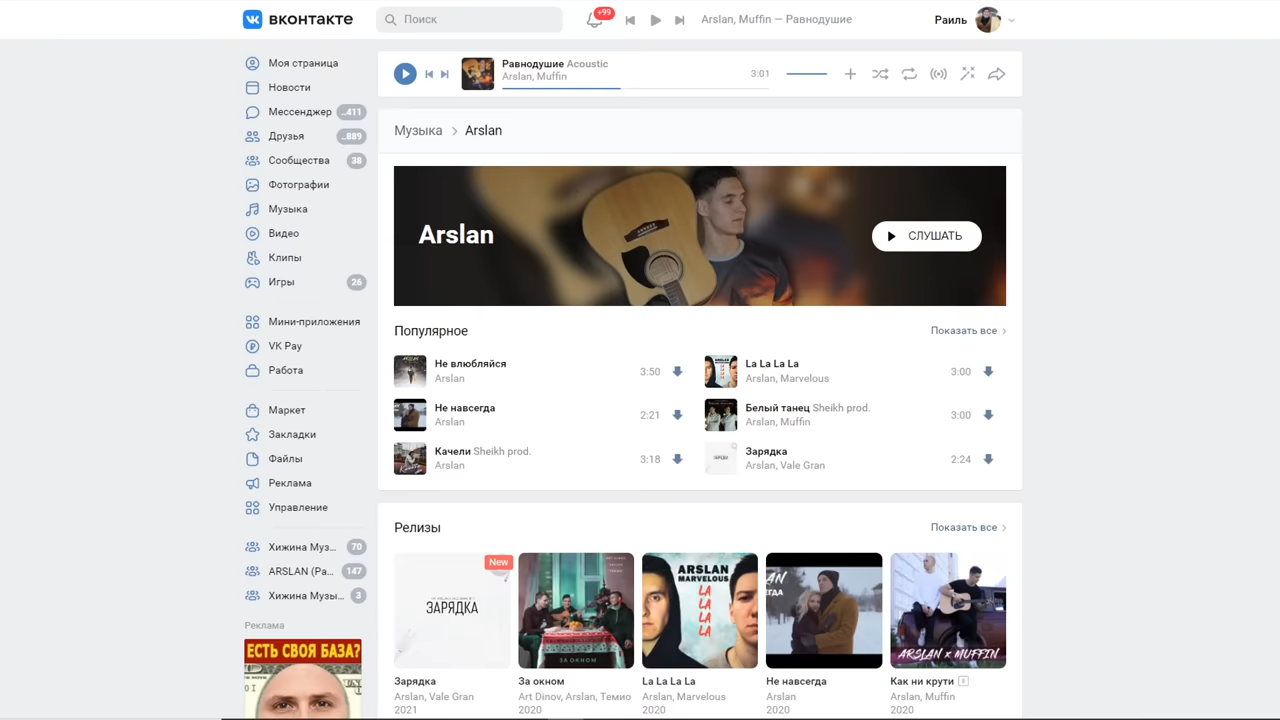 вконтакте
Поиск
+99
Arslan, Muffin — Равнодушие
Раиль
Моя страница
Новости
Мессенджер ..411
Друзья ..889
Сообщества 38
Фотографии
Музыка
Видео
Клипы
Игры 26
Мини-приложения
VK Pay
Работа
Маркет
Закладки
Файлы
Реклама
Управление
Хижина Муз... 70
ARSLAN (Ра... 147
Хижина Музы... 3
Реклама
ЕСТЬ СВОЯ БАЗА?
Равнодушие Acoustic
Arslan, Muffin
3:01
Музыка > Arslan
Arslan
СЛУШАТЬ
Популярное
Показать все
Не влюбляйся
Arslan
3:50
La La La La
Arslan, Marvelous
3:00
Не навсегда
Arslan
2:21
Белый танец Sheikh prod.
Arslan, Muffin
3:00
Качели Sheikh prod.
Arslan
3:18
Зарядка
Arslan, Vale Gran
2:24
Релизы
Показать все
New
ЗАРЯДКА
ЗА ОКНОМ
ARSLAN
MARVELOUS
LA
LA
LA
LA
ARSLAN x MUFFIN
Зарядка
Arslan, Vale Gran
2021
За окном
Art Dinov, Arslan, Темио
2020
La La La La
Arslan, Marvelous
2020
Не навсегда
Arslan
2020
Как ни крути E
Arslan, Muffin
2020